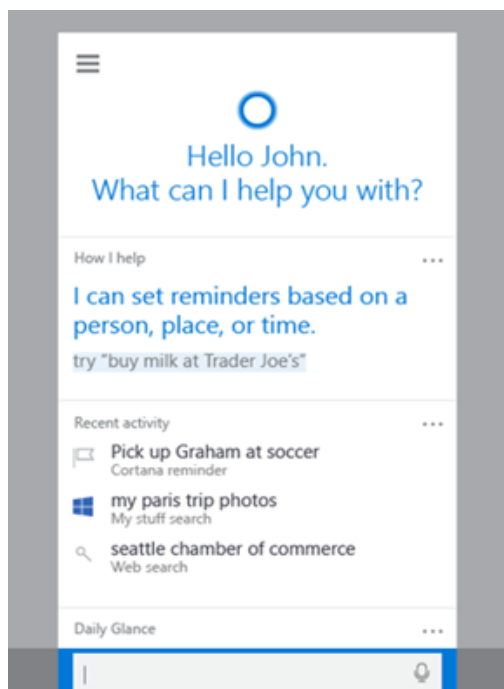 Hello John.
What can I help you with?
How I help
I can set reminders based on a
person, place, or time.
try "buy milk at Trader Joe's"
Recent activity
Pick up Graham at soccer
Cortana reminder
my paris trip photos
My stuff search
seattle chamber of commerce
Web search
Daily Glance